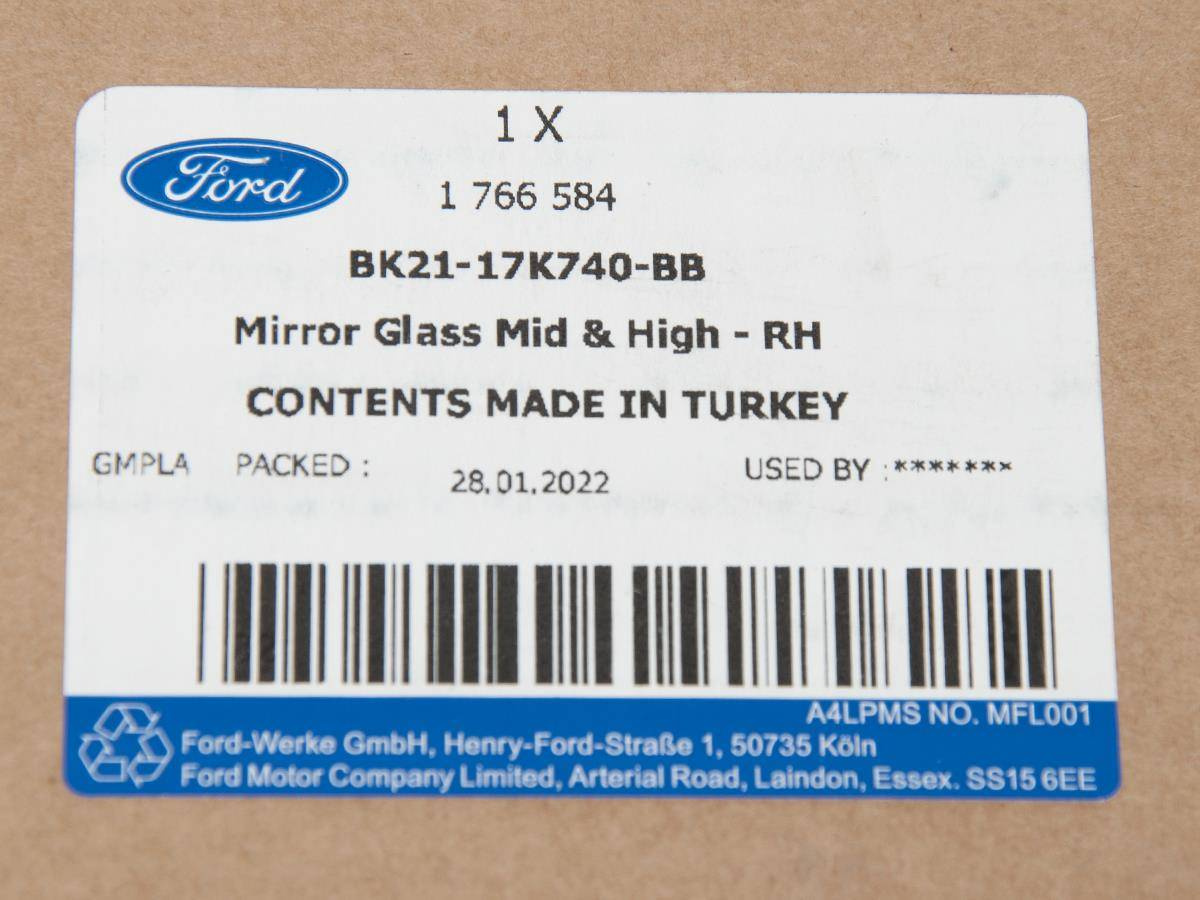 1 X
Ford
1 766 584
BK21-17K740-BB
Mirror Glass Mid & High - RH
CONTENTS MADE IN TURKEY
GMPLA PACKED : 28.01.2022 USED BY :*******
A4LPMS NO. MFL001
Ford-Werke GmbH, Henry-Ford-Straße 1, 50735 Köln
Ford Motor Company Limited, Arterial Road, Laindon, Essex. SS15 6EE